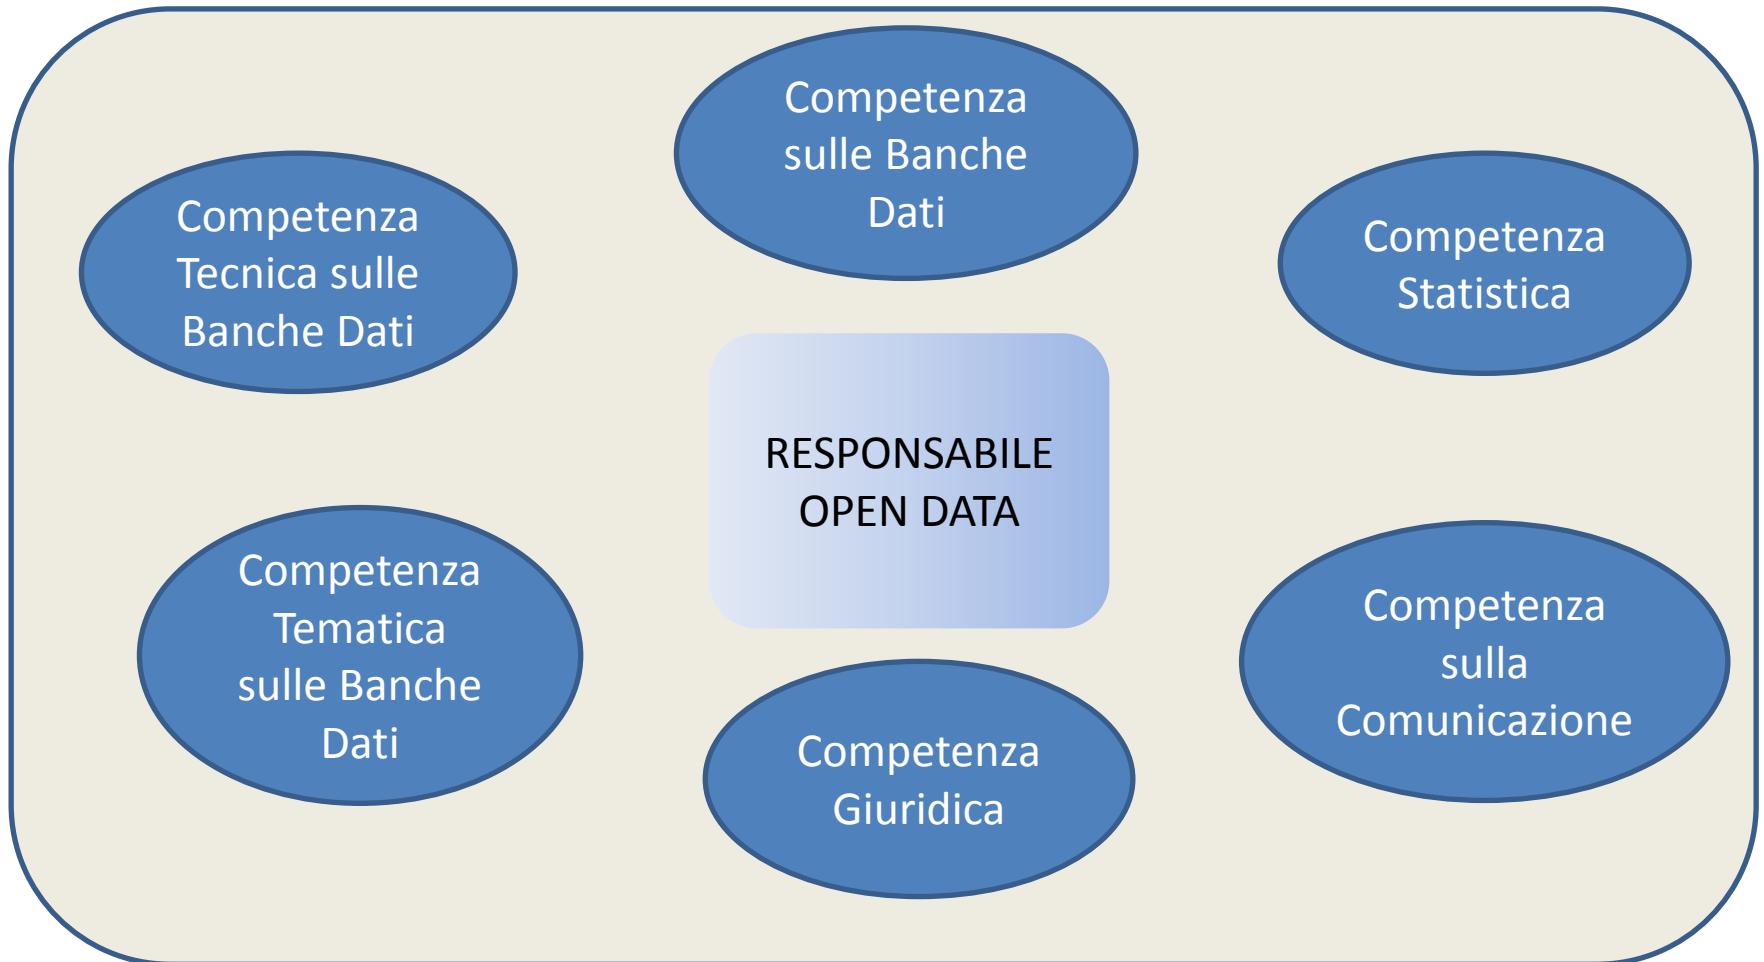 Competenza
sulle Banche
Dati
Competenza
Tecnica sulle
Banche Dati
Competenza
Statistica
RESPONSABILE
OPEN DATA
Competenza
Tematica
sulle Banche
Dati
Competenza
sulla
Comunicazione
Competenza
Giuridica